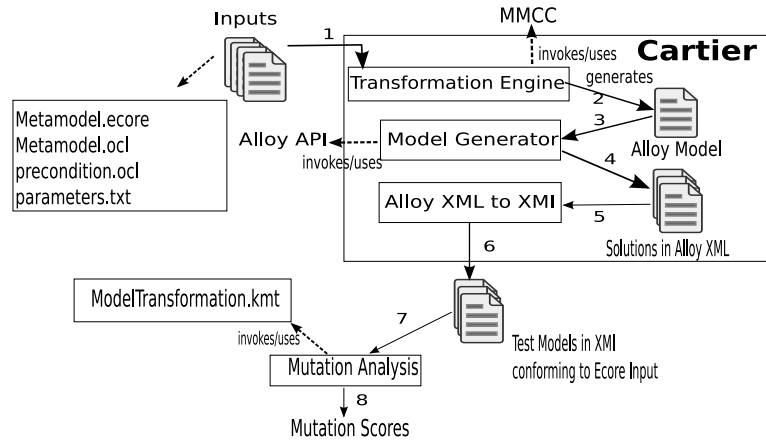 Inputs
MMCC
1
invokes/uses
Cartier
Transformation Engine
generates
2
Metamodel.ecore
Metamodel.ocl
precondition.ocl
parameters.txt
Alloy API
invokes/uses
Model Generator
3
Alloy Model
4
Alloy XML to XMI
5
Solutions in Alloy XML
6
ModelTransformation.kmt
7
Test Models in XMI
conforming to Ecore Input
invokes/uses
Mutation Analysis
8
Mutation Scores